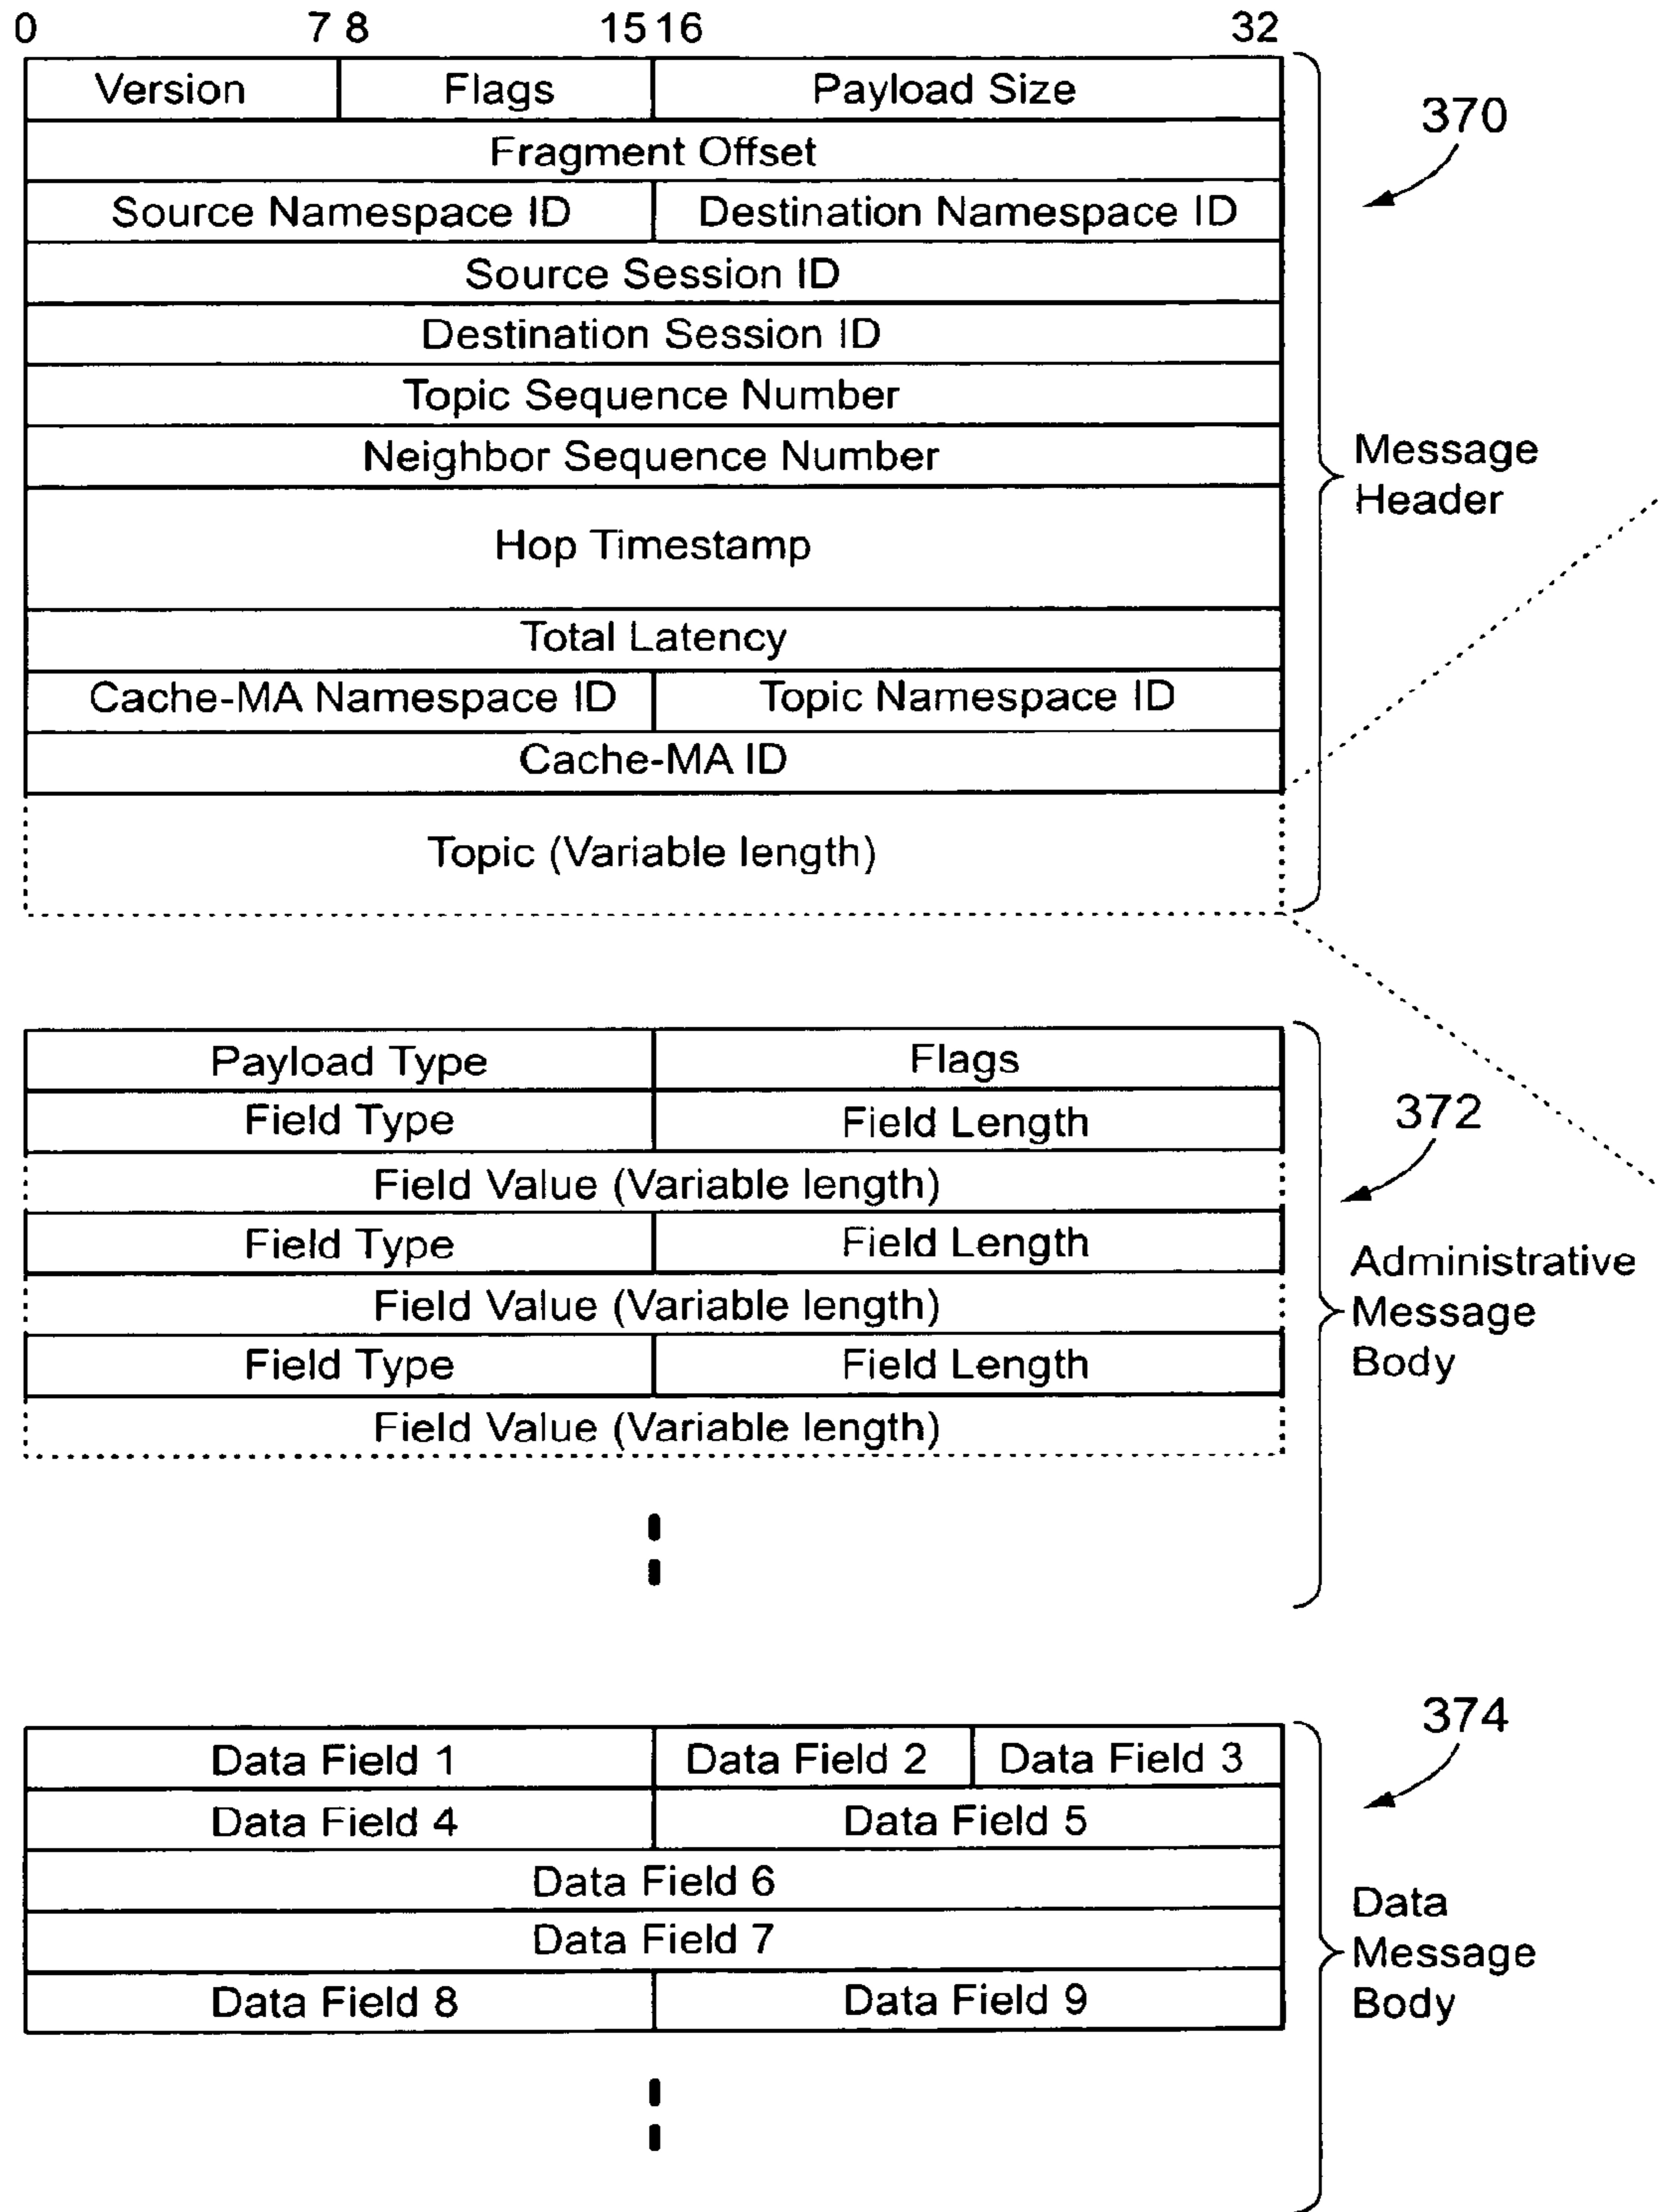 0 7 8 15 16 32
Version Flags Payload Size
370
Fragment Offset
Source Namespace ID Destination Namespace ID
Source Session ID
Destination Session ID
Topic Sequence Number
Neighbor Sequence Number
Message
Header
Hop Timestamp
Total Latency
Cache-MA Namespace ID Topic Namespace ID
Cache-MA ID
Topic (Variable length)
Payload Type Flags
372
Field Type Field Length
Field Value (Variable length)
Field Type Field Length
Administrative
Message
Body
Field Value (Variable length)
Field Type Field Length
Field Value (Variable length)
374
Data Field 1 Data Field 2 Data Field 3
Data Field 4 Data Field 5
Data Field 6
Data
Message
Body
Data Field 7
Data Field 8 Data Field 9